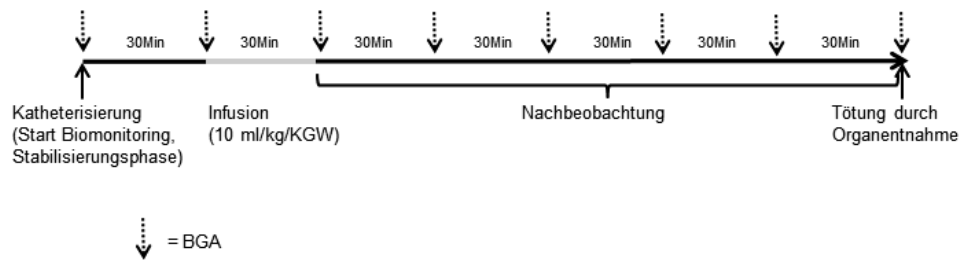 30Min 30Min 30Min 30Min 30Min 30Min 30Min
Katheterisierung
(Start Biomonitoring,
Stabilisierungsphase)
Infusion
(10 ml/kg/KGW)
Nachbeobachtung
Tötung durch
Organentnahme
= BGA